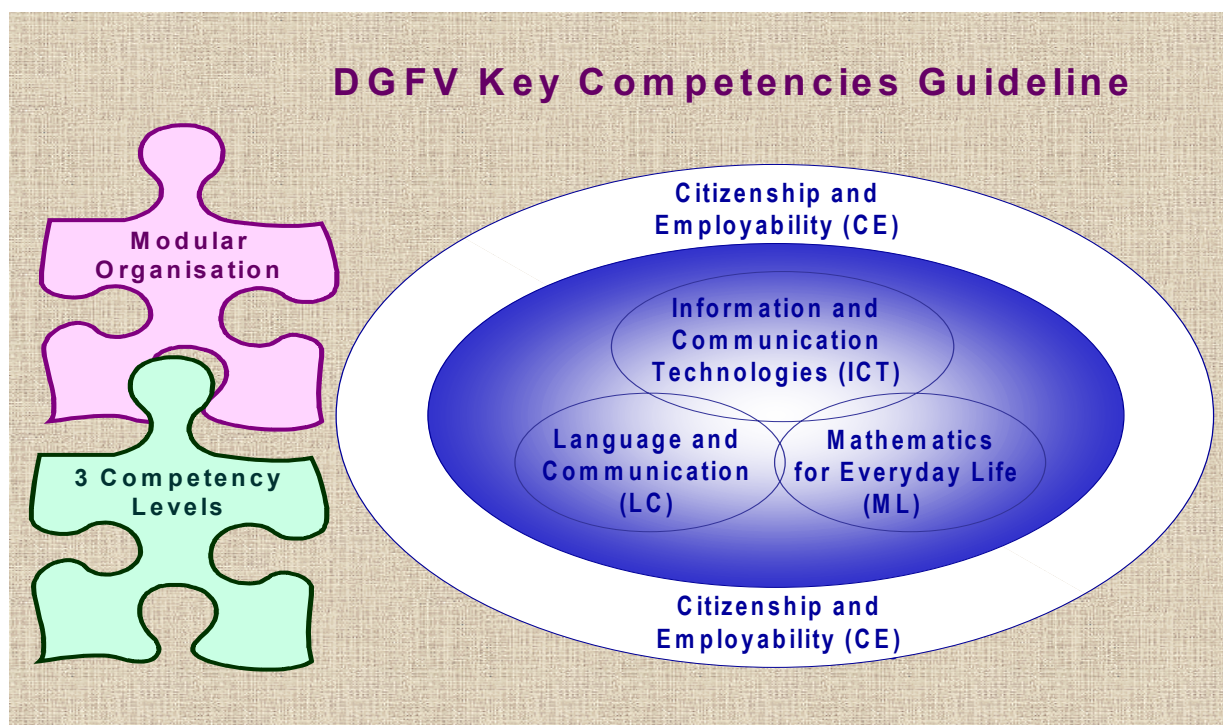 DGFV Key Competencies Guideline
Modular
Organisation
3 Competency
Levels
Citizenship and
Employability (CE)
Information and
Communication
Technologies (ICT)
Language and
Communication
(LC)
Mathematics
for Everyday Life
(ML)
Citizenship and
Employability (CE)